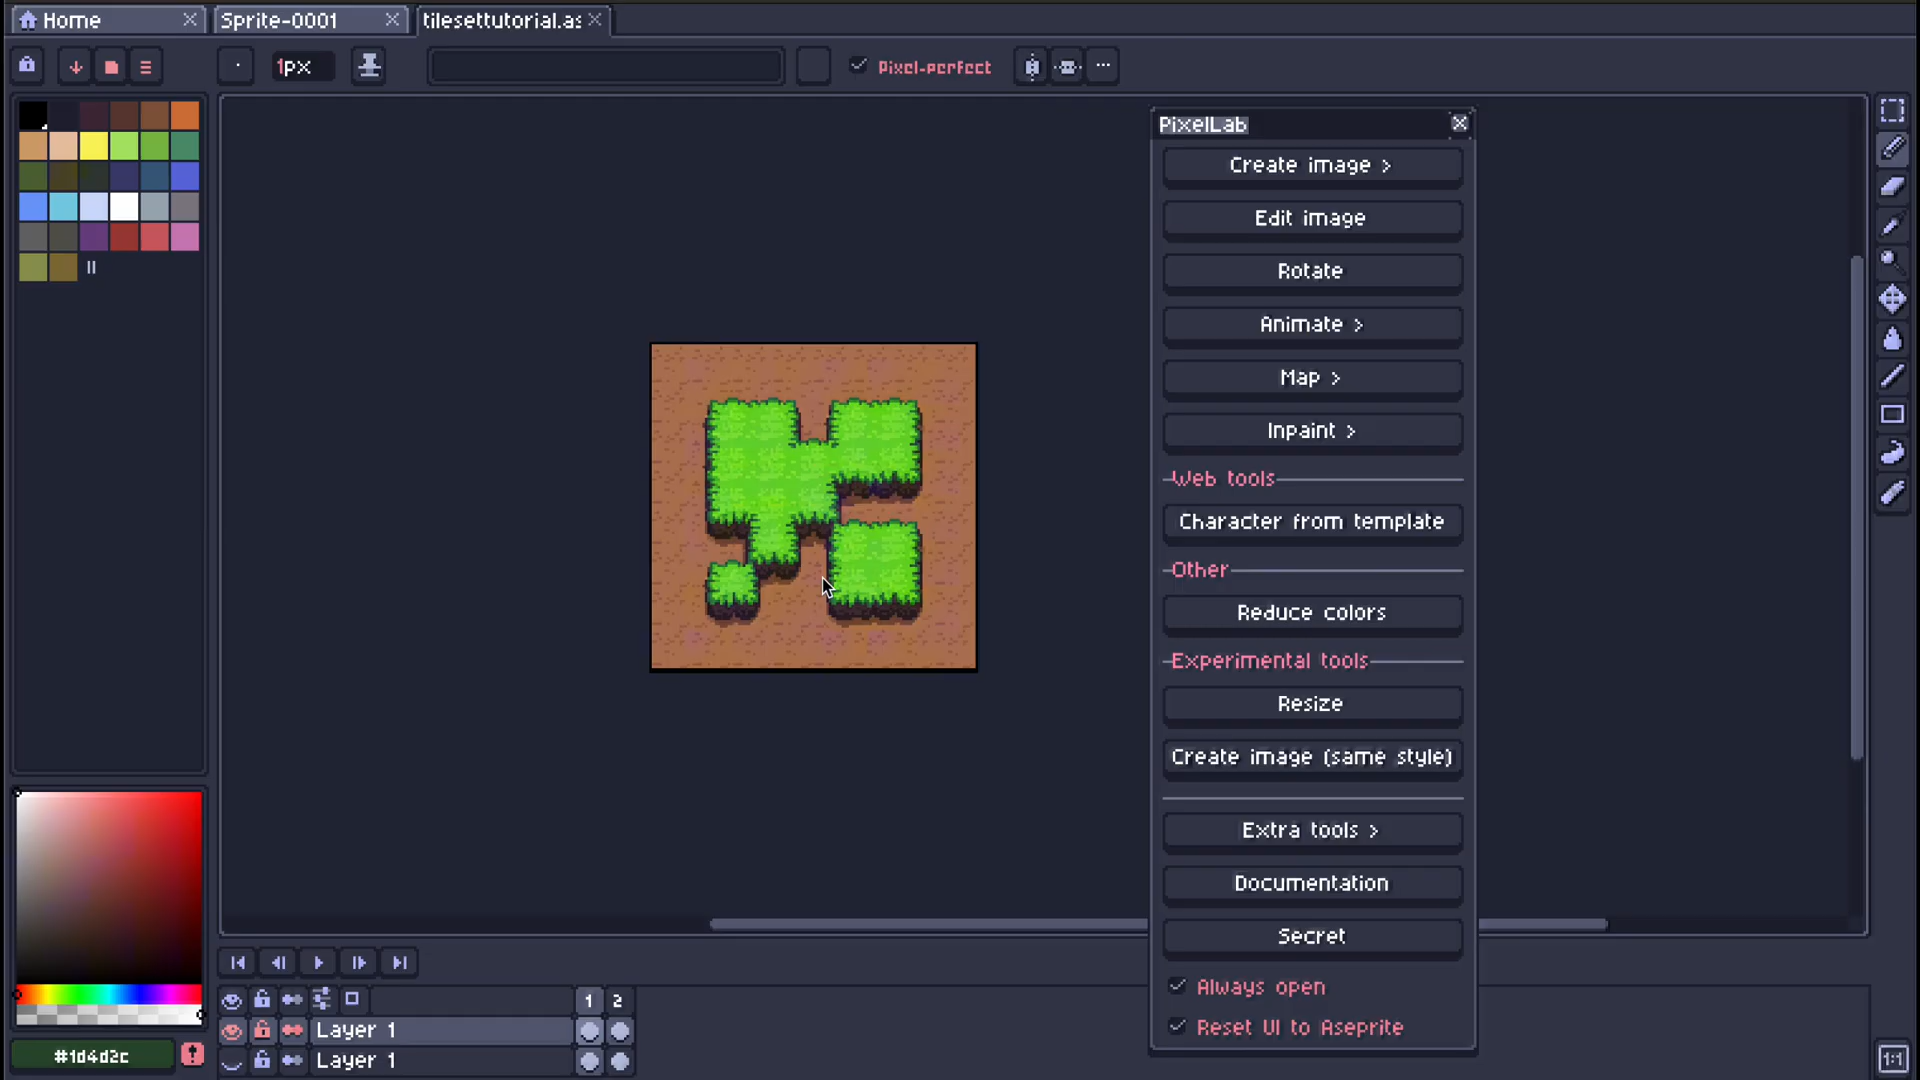 Home
Sprite-0001
tilesettutorial.as
1px
Pixel-perfect
PixelLab
Create image >
Edit image
Rotate
Animate >
Map >
Inpaint >
Web tools
Character from template
Other
Reduce colors
Experimental tools
Resize
Create image (same style)
Extra tools >
Documentation
Secret
Always open
Reset UI to Aseprite
1 2
Layer 1
Layer 1
#1d4d2c
1:1